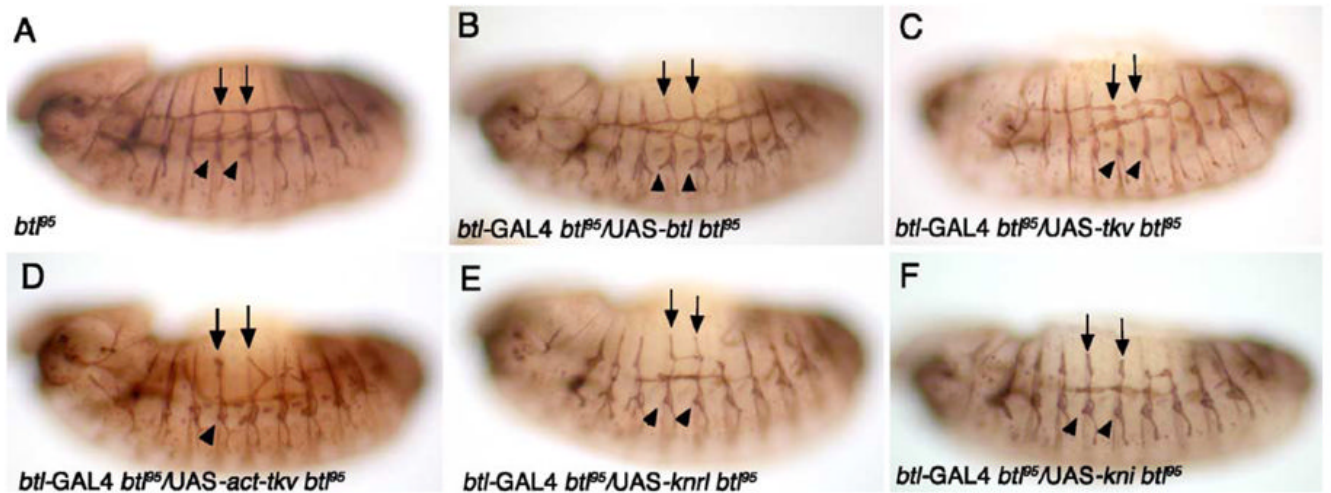 A
btl⁹⁵
B
btl-GAL4 btl⁹⁵/UAS-btl btl⁹⁵
C
btl-GAL4 btl⁹⁵/UAS-tkv btl⁹⁵
D
btl-GAL4 btl⁹⁵/UAS-act-tkv btl⁹⁵
E
btl-GAL4 btl⁹⁵/UAS-knrl btl⁹⁵
F
btl-GAL4 btl⁹⁵/UAS-kni btl⁹⁵